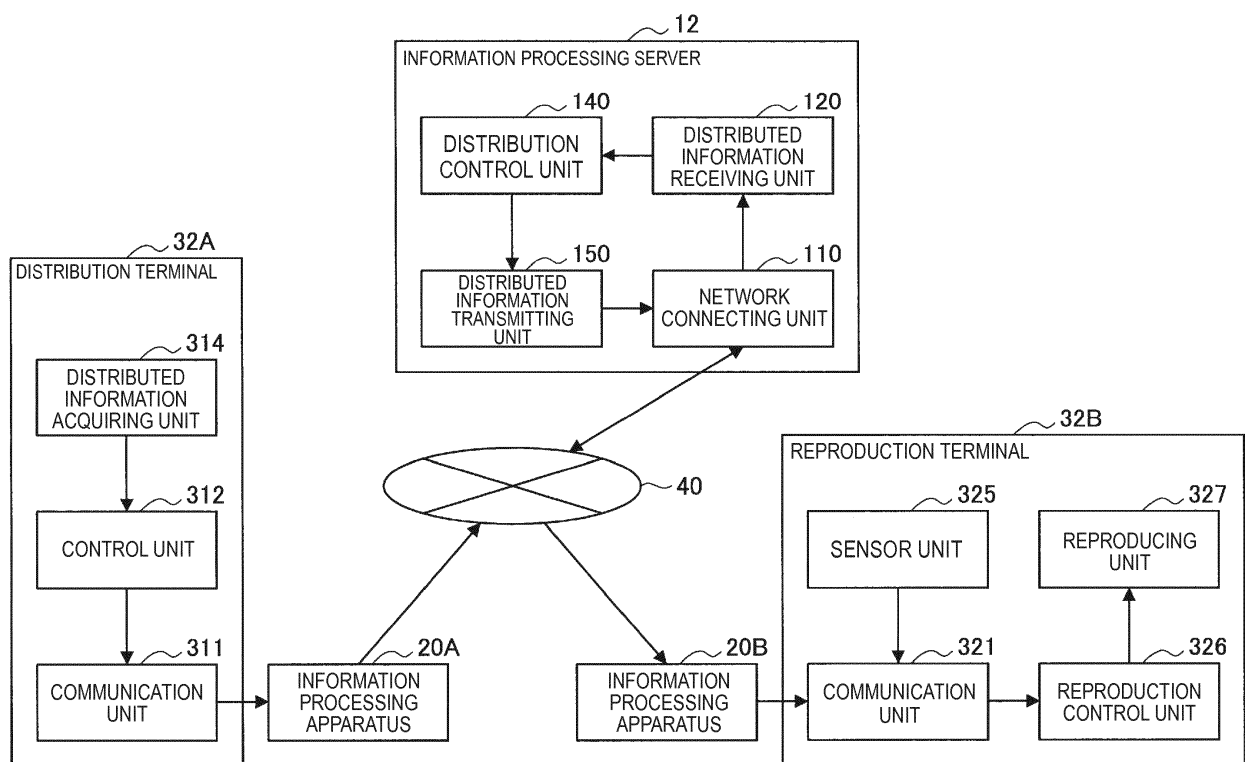 12
INFORMATION PROCESSING SERVER
140
DISTRIBUTION
CONTROL UNIT
120
DISTRIBUTED
INFORMATION
RECEIVING UNIT
150
DISTRIBUTED
INFORMATION
TRANSMITTING
UNIT
110
NETWORK
CONNECTING UNIT
32A
DISTRIBUTION TERMINAL
314
DISTRIBUTED
INFORMATION
ACQUIRING UNIT
312
CONTROL UNIT
311
COMMUNICATION
UNIT
20A
INFORMATION
PROCESSING
APPARATUS
40
20B
INFORMATION
PROCESSING
APPARATUS
32B
REPRODUCTION TERMINAL
325
SENSOR UNIT
327
REPRODUCING
UNIT
321
COMMUNICATION
UNIT
326
REPRODUCTION
CONTROL UNIT